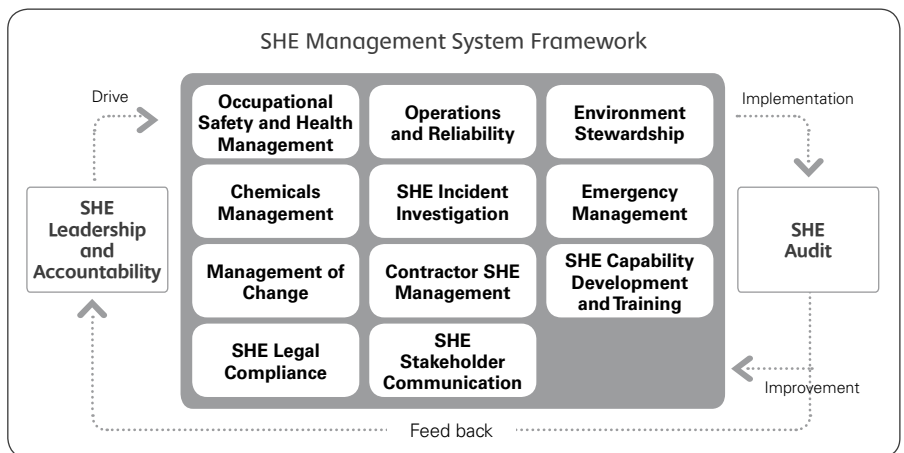 SHE Management System Framework
Drive
Implementation
SHE
Leadership
and
Accountability
Occupational
Safety and Health
Management
Operations
and Reliability
Environment
Stewardship
Chemicals
Management
SHE Incident
Investigation
Emergency
Management
Management of
Change
Contractor SHE
Management
SHE Capability
Development
and Training
SHE Legal
Compliance
SHE
Stakeholder
Communication
SHE
Audit
Improvement
Feed back